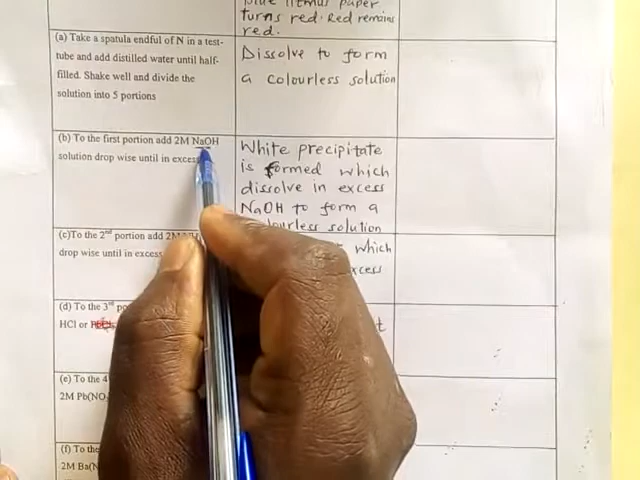 blue litmus paper
turns red. Red remains
red.
(a) Take a spatula endful of N in a test-
tube and add distilled water until half-
filled. Shake well and divide the
solution into 5 portions
Dissolve to form
a colourless solution
(b) To the first portion add 2M NaOH
solution drop wise until in excess
White precipitate
is formed which
dissolve in excess
NaOH to form a
colourless solution
(c)To the 2nd portion add 2M
drop wise until in excess
which
excess
(d) To the 3rd
HCl or
(e) To the 4
2M Pb(NO
(f) To the
2M Ba(N